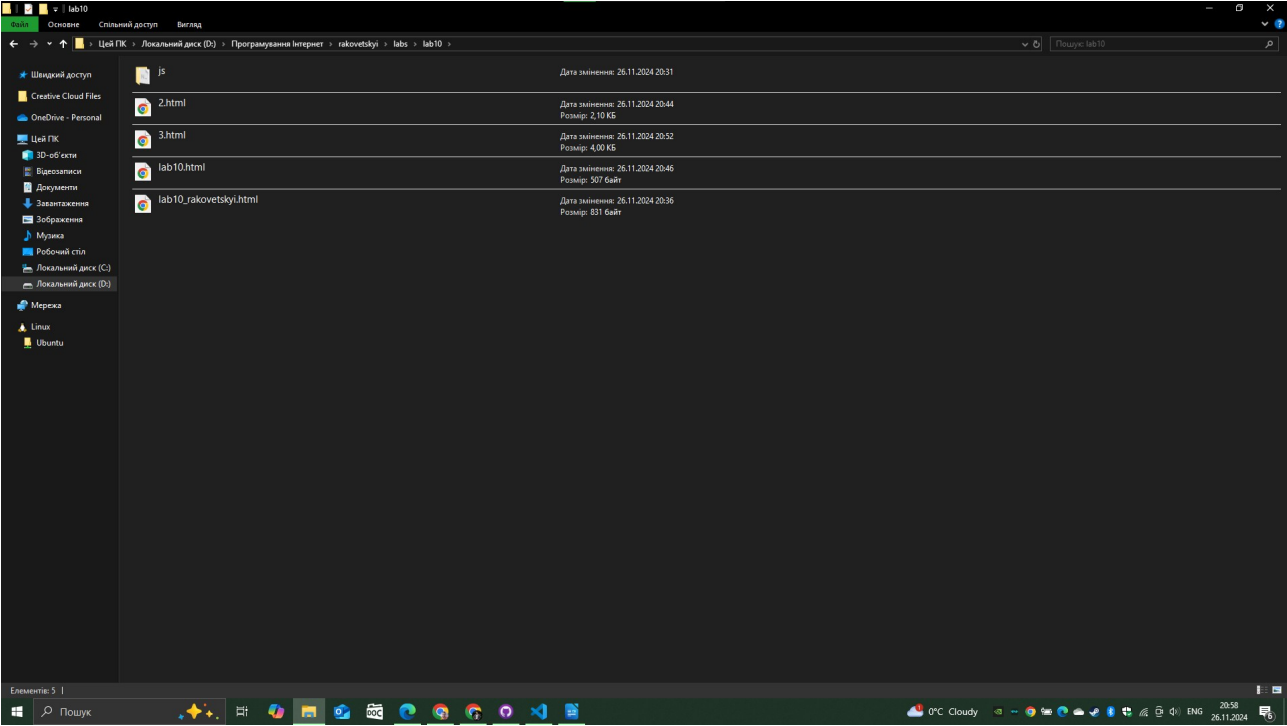 lab10
Файл Основне Спільний доступ Вигляд
Цей ПК › Локальний диск (D:) › Програмування Інтернет › rakovetskyi › labs › lab10 ›
Пошук: lab10
Швидкий доступ
Creative Cloud Files
OneDrive - Personal
Цей ПК
3D-об'єкти
Відеозаписи
Документи
Завантаження
Зображення
Музика
Робочий стіл
Локальний диск (C:)
Локальний диск (D:)
Мережа
Linux
Ubuntu
js Дата змінення: 26.11.2024 20:31
2.html Дата змінення: 26.11.2024 20:44
Розмір: 2,10 КБ
3.html Дата змінення: 26.11.2024 20:52
Розмір: 4,00 КБ
lab10.html Дата змінення: 26.11.2024 20:46
Розмір: 507 байт
lab10_rakovetskyi.html Дата змінення: 26.11.2024 20:36
Розмір: 831 байт
Елементів: 5
Пошук
DOC
0°C Cloudy
ENG
20:58
26.11.2024